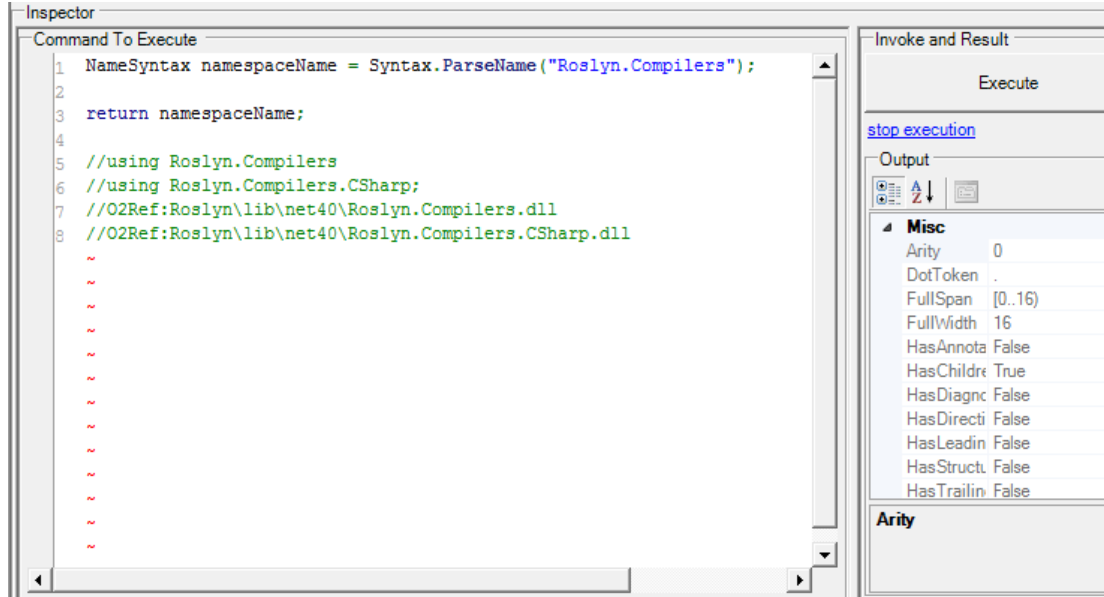 Inspector
Command To Execute
1 NameSyntax namespaceName = Syntax.ParseName("Roslyn.Compilers");
2
3 return namespaceName;
4
5 //using Roslyn.Compilers
6 //using Roslyn.Compilers.CSharp;
7 //O2Ref:Roslyn\lib\net40\Roslyn.Compilers.dll
8 //O2Ref:Roslyn\lib\net40\Roslyn.Compilers.CSharp.dll
~
~
~
~
~
~
~
~
~
~
~
~
~
Invoke and Result
Execute
stop execution
Output
Misc
Arity 0
DotToken .
FullSpan [0..16)
FullWidth 16
HasAnnota False
HasChildre True
HasDiagnc False
HasDirecti False
HasLeadin False
HasStructu False
HasTrailin False
Arity